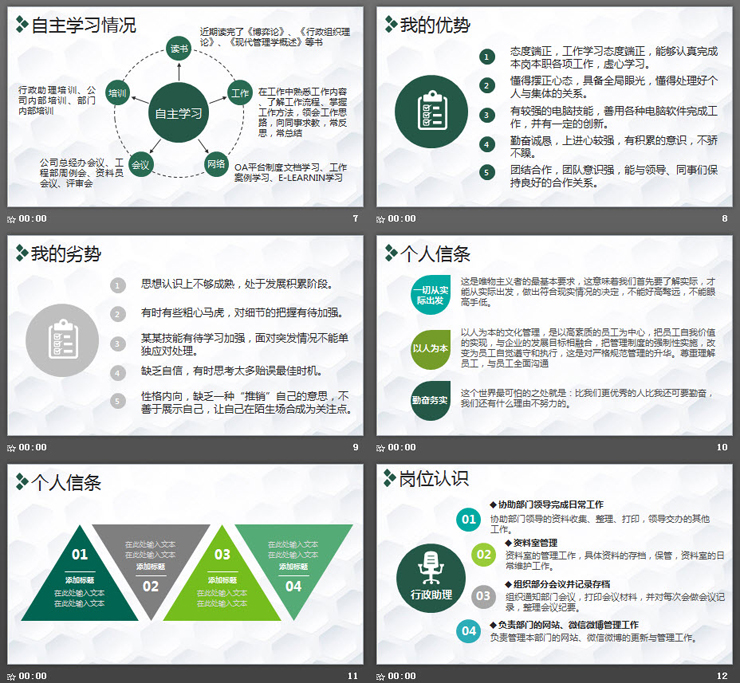 自主学习情况
近期读完了《博弈论》、《行政组织理
论》、《现代管理学概述》等书
读书
行政助理培训、公
司内部培训、部门
内部培训
培训
工作
在工作中熟悉工作内容
、了解工作流程、掌握
工作方法，领会工作思
路，向同事求教，常反
思，常总结
自主学习
公司总经办会议、工
程部周例会、资料员
会议、评审会
会议
网络
OA平台制度文档学习、工作
案例学习、E-LEARNIN学习
00:00
7
我的优势
1
态度端正，工作学习态度端正，能够认真完成
本岗本职各项工作，虚心学习。
2
懂得摆正心态，具备全局眼光，懂得处理好个
人与集体的关系。
3
有较强的电脑技能，善用各种电脑软件完成工
作，并有一定的创新。
4
勤奋诚恳，上进心较强，有积累的意识，不骄
不躁。
5
团结合作，团队意识强，能与领导、同事们保
持良好的合作关系。
00:00
8
我的劣势
1
思想认识上不够成熟，处于发展积累阶段。
2
有时有些粗心马虎，对细节的把握有待加强。
3
某某技能有待学习加强，面对突发情况不能单
独应对处理。
4
缺乏自信，有时思考太多贻误最佳时机。
5
性格内向，缺乏一种“推销”自己的意思，不
善于展示自己，让自己在陌生场合成为关注点。
00:00
9
个人信条
一切从实
际出发
这是唯物主义者的最基本要求，这意味着我们首先要了解实际，才
能从实际出发，做出符合现实情况的决定，不能好高骛远，不能眼
高手低。
以人为本
以人为本的文化管理，是以高素质的员工为中心，把员工自我价值
的实现，与企业的发展目标相融合，把管理制度的强制性实施，改
变为员工自觉遵守和执行，这是对严格规范管理的升华。尊重理解
员工，与员工全面沟通
勤奋务实
这个世界最可怕的之处就是：比我们更优秀的人比我还可要勤奋，
我们还有什么理由不努力的。
00:00
10
个人信条
01
添加标题
在此处输入文本
在此处输入文本
在此处输入文本
在此处输入文本
添加标题
02
03
添加标题
在此处输入文本
在此处输入文本
在此处输入文本
在此处输入文本
添加标题
04
00:00
11
岗位认识
行政助理
01
◆协助部门领导完成日常工作
协助部门领导的资料收集、整理、打印，领导交办的其他
工作。
02
◆资料室管理
资料室的管理工作，具体资料的存档，保管，资料室的日
常维护工作。
03
◆组织部分会议并记录存档
组织通知部门会议，打印会议材料，并对每次会做会议记
录，整理会议纪要。
04
◆负责部门的网站、微信微博管理工作
负责管理本部门的网站、微信微博的更新与管理工作。
00:00
12